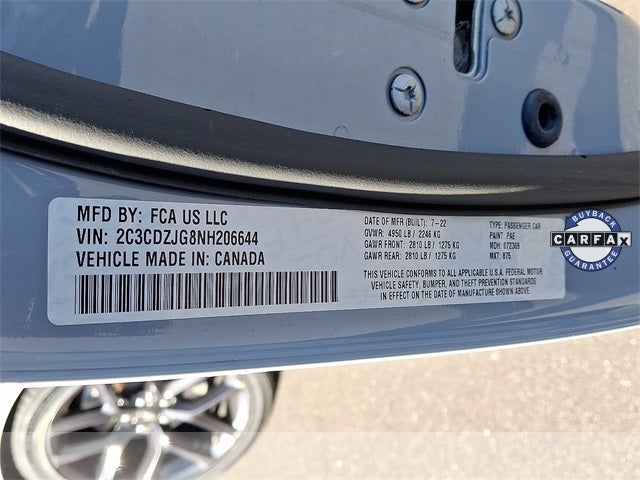 MFD BY: FCA US LLC
VIN: 2C3CDZJG8NH206644
VEHICLE MADE IN: CANADA
DATE OF MFR (BUILT): 7-22
GVWR: 4950 LB / 2246 KG
GAWR FRONT: 2810 LB / 1275 KG
GAWR REAR: 2810 LB / 1275 KG
TYPE: PASSENGER CAR
PAINT: PAE
MDH: 072309
MKT: 875
THIS VEHICLE CONFORMS TO ALL APPLICABLE U.S.A. FEDERAL MOTOR
VEHICLE SAFETY, BUMPER, AND THEFT PREVENTION STANDARDS
IN EFFECT ON THE DATE OF MANUFACTURE SHOWN ABOVE.
BUYBACK
CARFAX
GUARANTEE